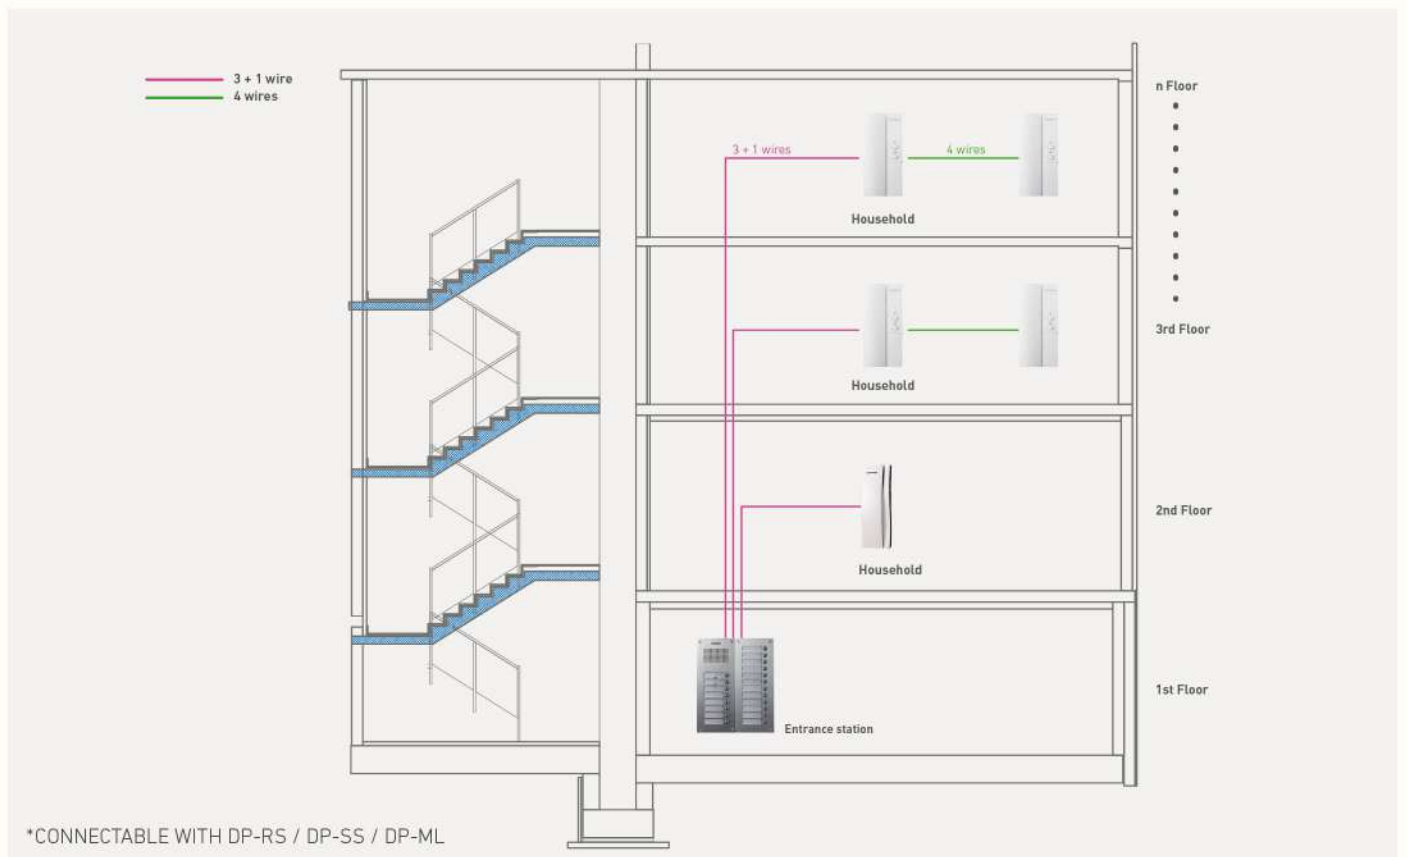 3 + 1 wire
4 wires
n Floor
3 + 1 wires
4 wires
Household
3rd Floor
Household
2nd Floor
Household
1st Floor
Entrance station
*CONNECTABLE WITH DP-RS / DP-SS / DP-ML